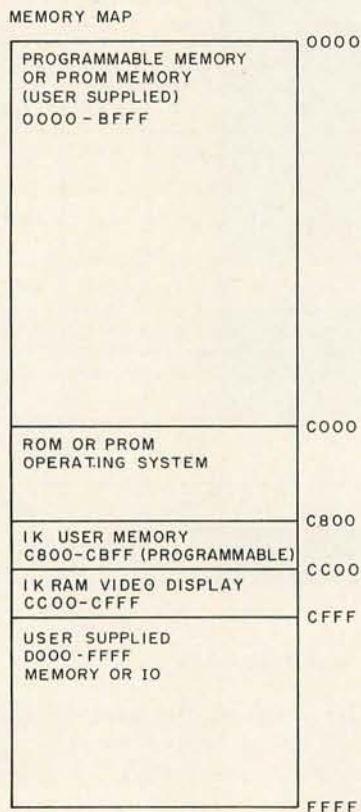 MEMORY MAP
0000
PROGRAMMABLE MEMORY
OR PROM MEMORY
(USER SUPPLIED)
0000 - BFFF
C000
ROM OR PROM
OPERATING SYSTEM
C800
1K USER MEMORY
C800-CBFF (PROGRAMMABLE)
CC00
1K RAM VIDEO DISPLAY
CC00-CFFF
CFFF
USER SUPPLIED
D000 - FFFF
MEMORY OR IO
FFFF